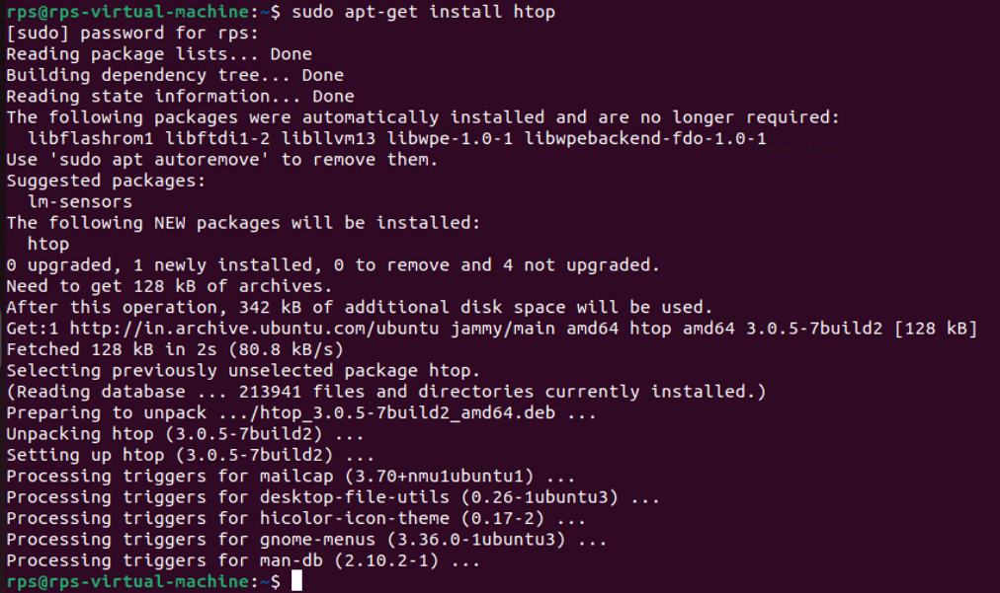 rps@rps-virtual-machine:~$ sudo apt-get install htop
[sudo] password for rps:
Reading package lists... Done
Building dependency tree... Done
Reading state information... Done
The following packages were automatically installed and are no longer required:
  libflashrom1 libftdi1-2 libllvm13 libwpe-1.0-1 libwpebackend-fdo-1.0-1
Use 'sudo apt autoremove' to remove them.
Suggested packages:
  lm-sensors
The following NEW packages will be installed:
  htop
0 upgraded, 1 newly installed, 0 to remove and 4 not upgraded.
Need to get 128 kB of archives.
After this operation, 342 kB of additional disk space will be used.
Get:1 http://in.archive.ubuntu.com/ubuntu jammy/main amd64 htop amd64 3.0.5-7build2 [128 kB]
Fetched 128 kB in 2s (80.8 kB/s)
Selecting previously unselected package htop.
(Reading database ... 213941 files and directories currently installed.)
Preparing to unpack .../htop_3.0.5-7build2_amd64.deb ...
Unpacking htop (3.0.5-7build2) ...
Setting up htop (3.0.5-7build2) ...
Processing triggers for mailcap (3.70+nmu1ubuntu1) ...
Processing triggers for desktop-file-utils (0.26-1ubuntu3) ...
Processing triggers for hicolor-icon-theme (0.17-2) ...
Processing triggers for gnome-menus (3.36.0-1ubuntu3) ...
Processing triggers for man-db (2.10.2-1) ...
rps@rps-virtual-machine:~$